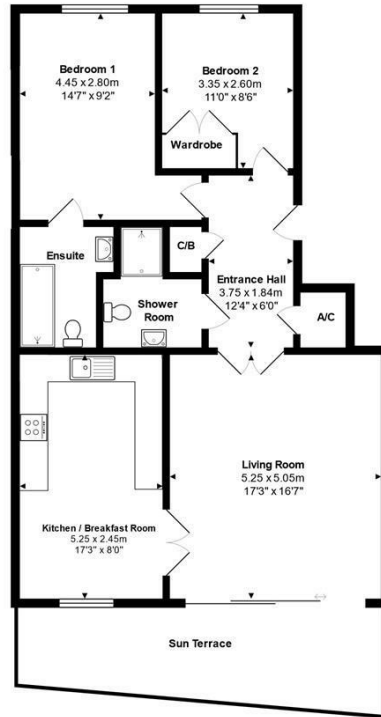 Bedroom 1
4.45 x 2.80m
14'7" x 9'2"
Bedroom 2
3.35 x 2.60m
11'0" x 8'6"
Wardrobe
Ensuite
C/B
Shower
Room
Entrance Hall
3.75 x 1.84m
12'4" x 6'0"
A/C
Living Room
5.25 x 5.05m
17'3" x 16'7"
Kitchen / Breakfast Room
5.25 x 2.45m
17'3" x 8'0"
Sun Terrace